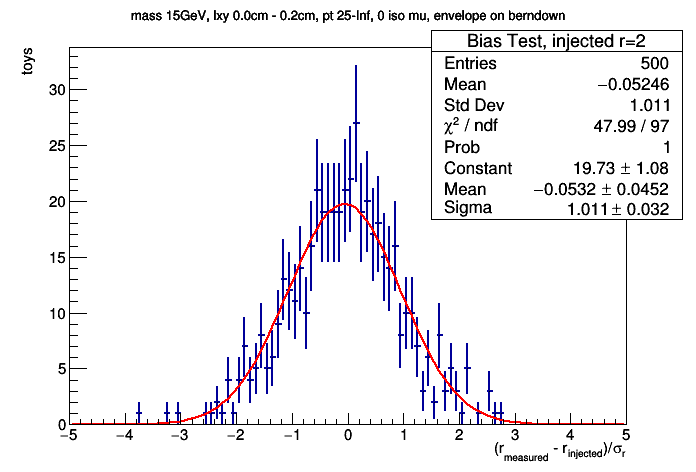 mass 15GeV, lxy 0.0cm - 0.2cm, pt 25-Inf, 0 iso mu, envelope on berndown
toys
Bias Test, injected r=2
Entries 500
Mean −0.05246
Std Dev 1.011
χ² / ndf 47.99 / 97
Prob 1
Constant 19.73 ± 1.08
Mean −0.0532 ± 0.0452
Sigma 1.011 ± 0.032
30
25
20
15
10
5
0
−5 −4 −3 −2 −1 0 1 2 3 4 5
(r_measured - r_injected)/σ_r